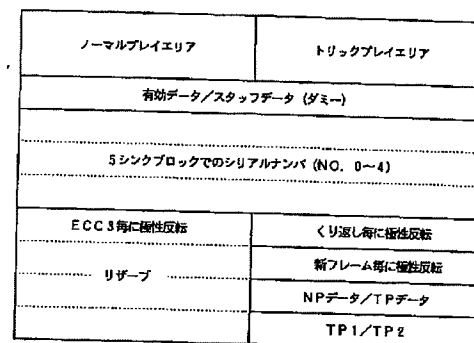 ノーマルプレイエリア
トリックプレイエリア
有効データ/スタッフデータ (ダミー)
5シンクブロックでのシリアルナンバ (NO. 0~4)
ECC3毎に極性反転
くり返し毎に極性反転
リザーブ
新フレーム毎に極性反転
NPデータ/TPデータ
TP1/TP2